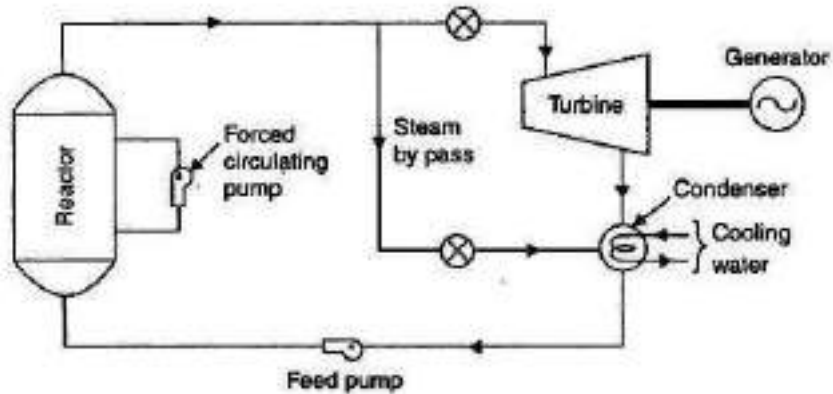 Generator
Turbine
Forced
circulating
pump
Steam
by pass
Reactor
Condenser
Cooling
water
Feed pump